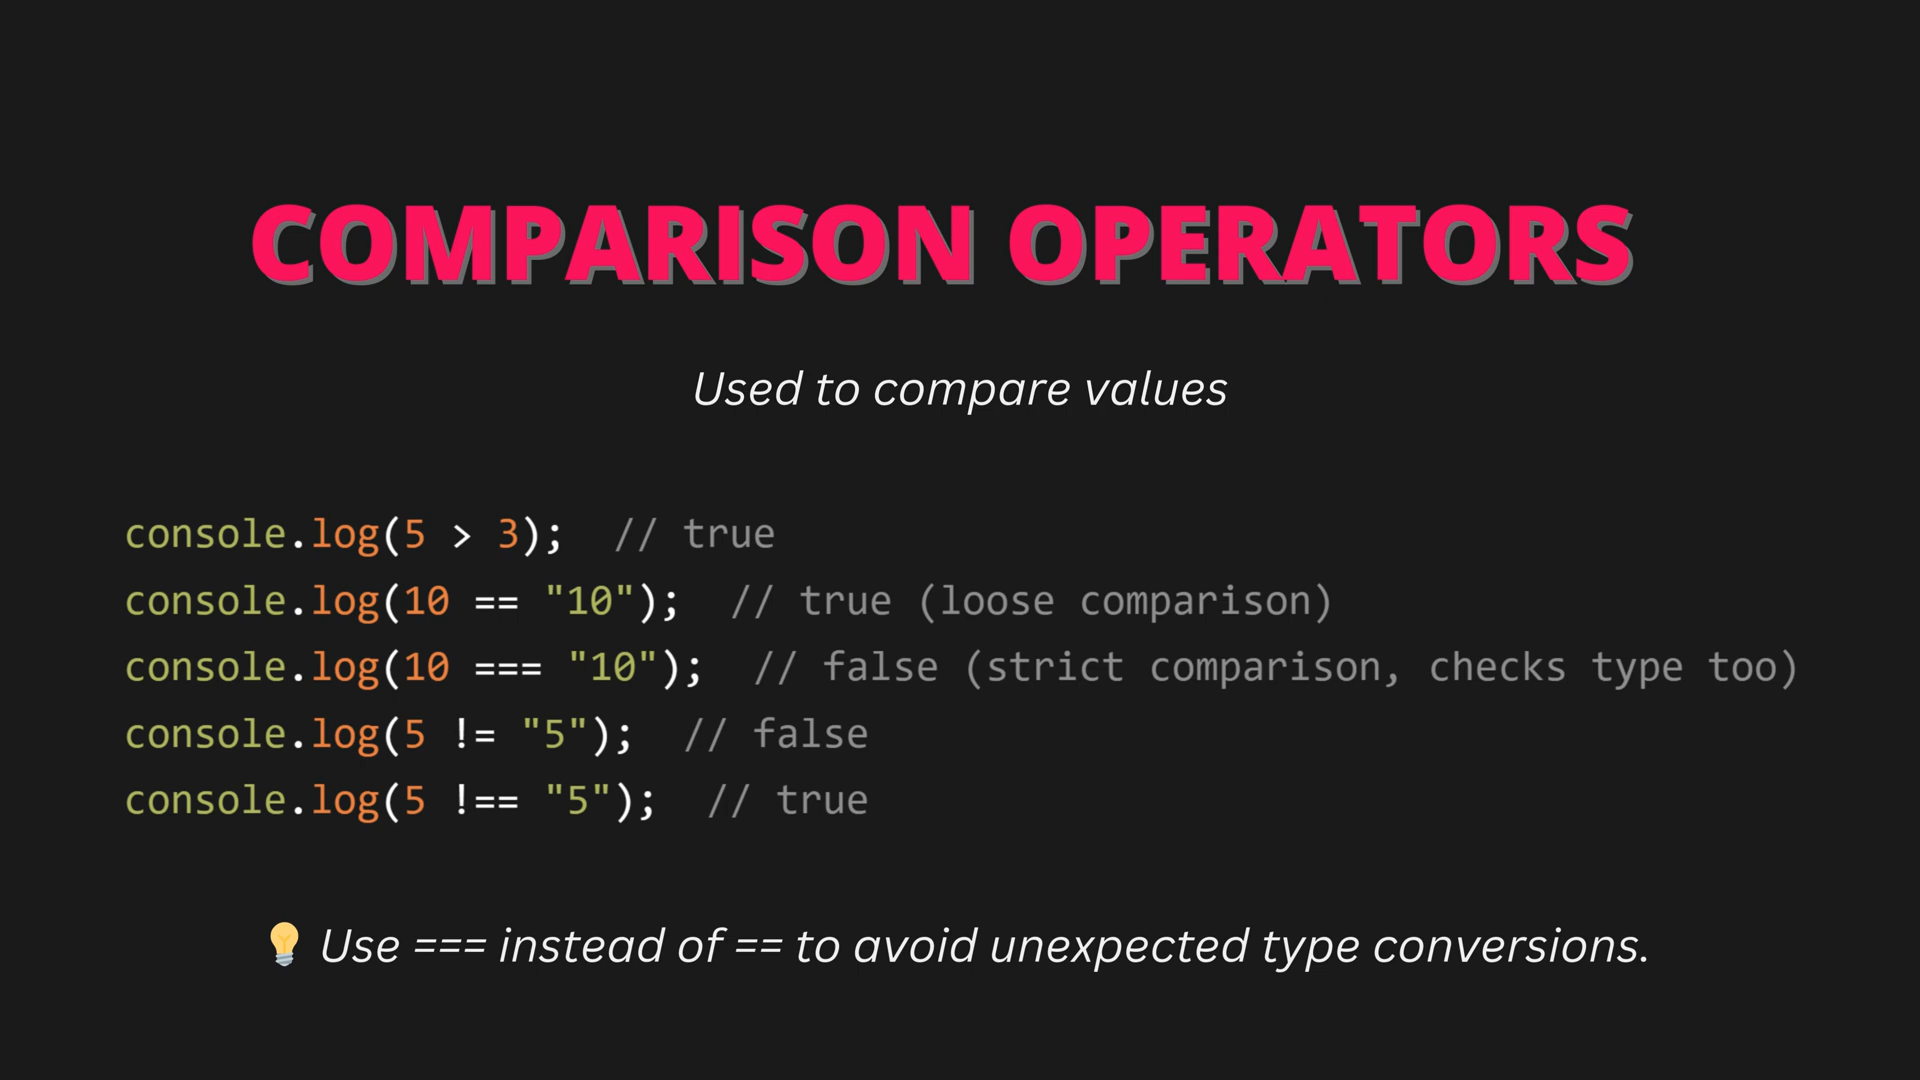 COMPARISON OPERATORS
Used to compare values
console.log(5 > 3);  // true
console.log(10 == "10");  // true (loose comparison)
console.log(10 === "10");  // false (strict comparison, checks type too)
console.log(5 != "5");  // false
console.log(5 !== "5");  // true
💡 Use === instead of == to avoid unexpected type conversions.